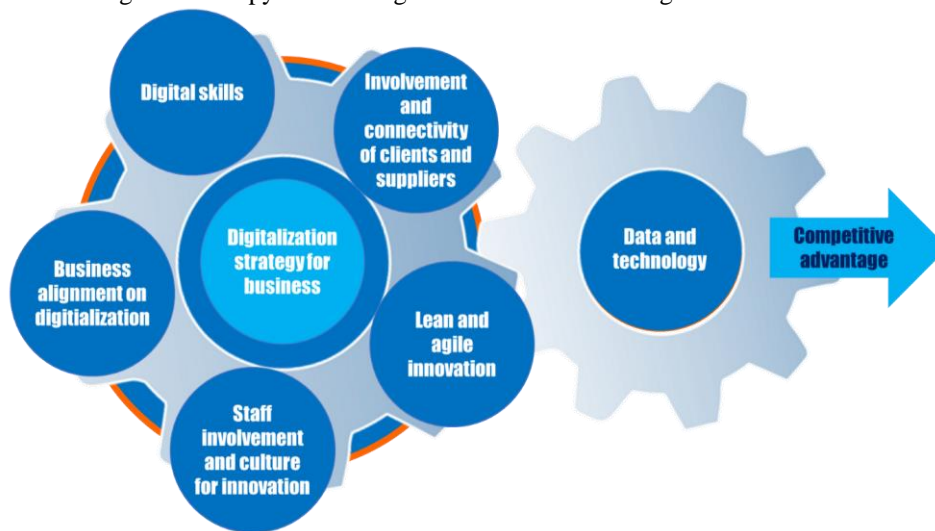 Digital skills
Involvement
and
connectivity
of clients and
suppliers
Digitalization
strategy for
business
Data and
technology
Competitive
advantage
Business
alignment on
digitialization
Lean and
agile
innovation
Staff
involvement
and culture
for innovation